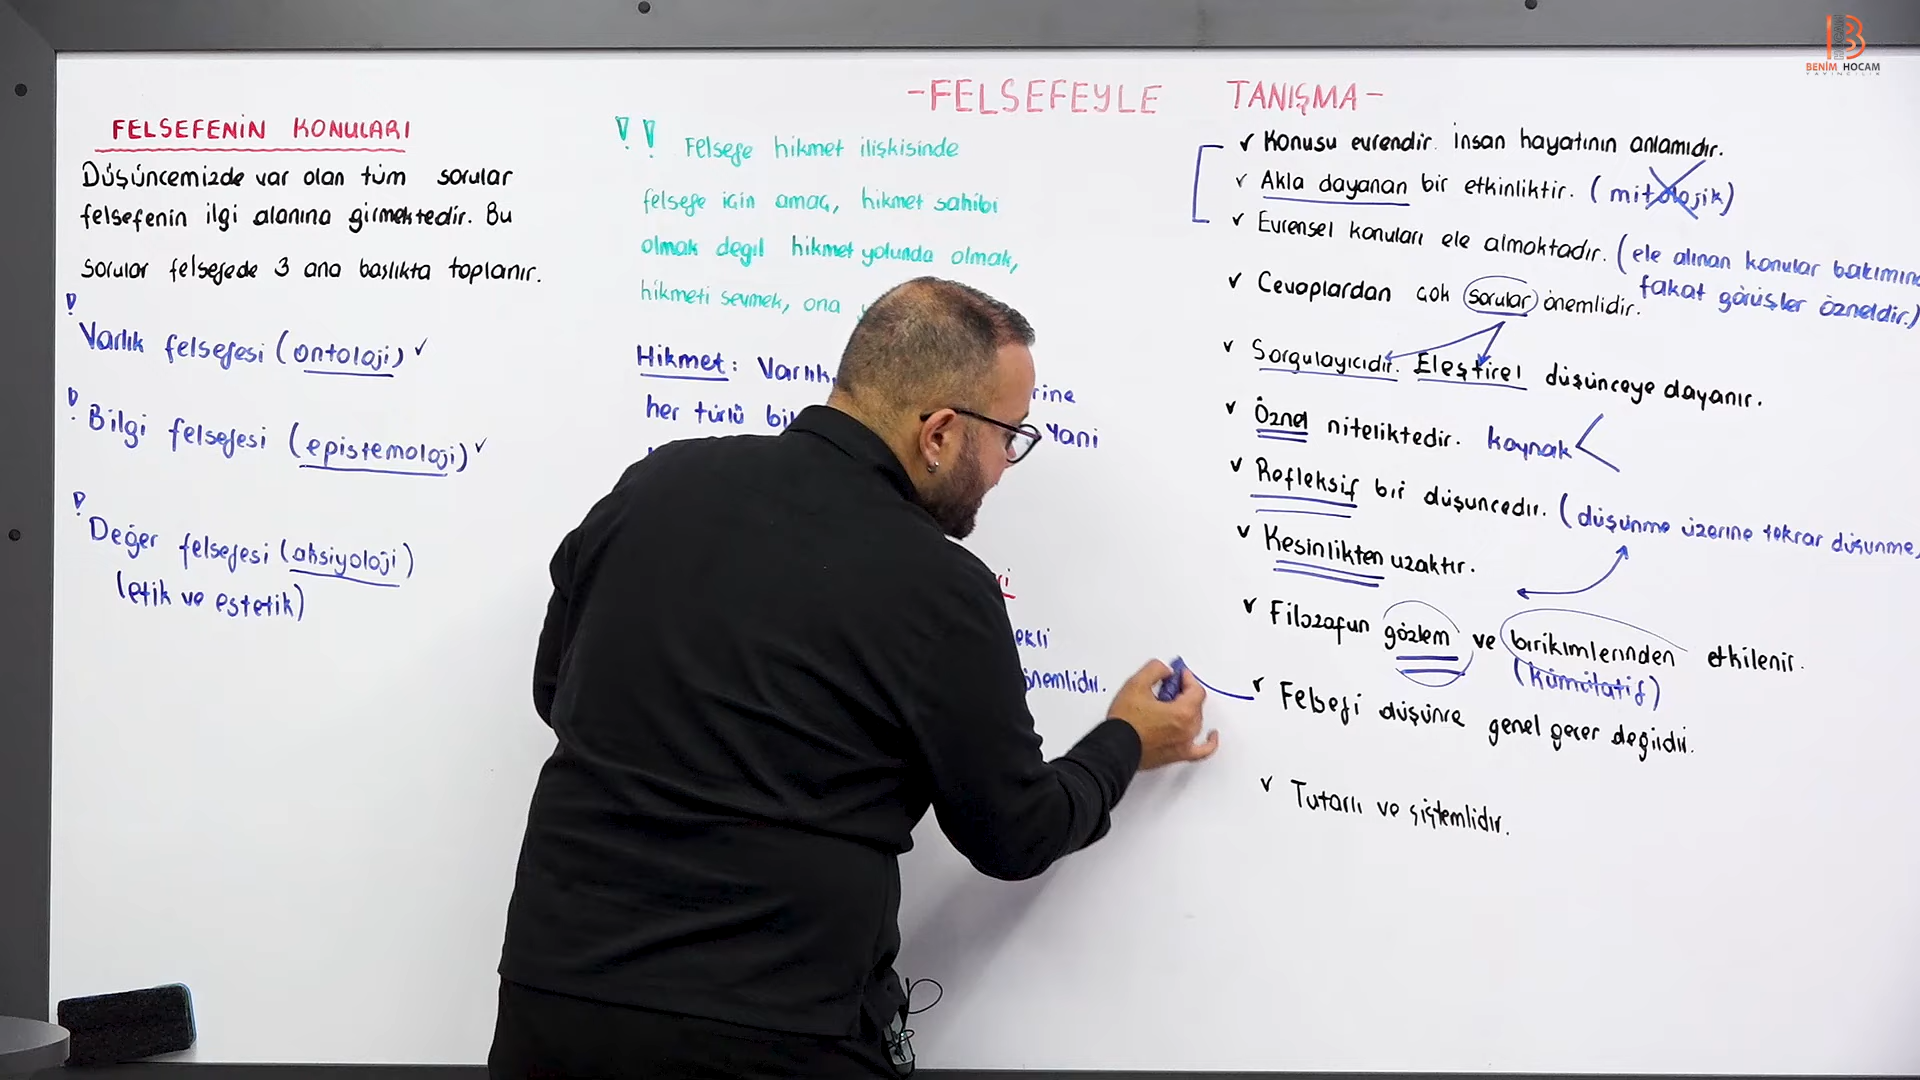 BENİM HOCAM
YAYINCILIK
-FELSEFEYLE TANIŞMA-
FELSEFENİN KONULARI
Düşüncemizde var olan tüm sorular
felsefenin ilgi alanına girmektedir. Bu
sorular felsefede 3 ana başlıkta toplanır.
Varlık felsefesi (ontoloji) ✓
Bilgi felsefesi (epistemoloji) ✓
Değer felsefesi (aksiyoloji)
(etik ve estetik)
!! Felsefe hikmet ilişkisinde
felsefe için amaç, hikmet sahibi
olmak değil hikmet yolunda olmak,
hikmeti sevmek, ona
Hikmet: Varlık
her türlü yani
önemlidir.
✓ Konusu evrendir. İnsan hayatının anlamıdır.
✓ Akla dayanan bir etkinliktir. (mitolojik)
✓ Evrensel konuları ele almaktadır. (ele alınan konular bakımın
fakat görüşler özneldir.)
✓ Cevaplardan çok sorular önemlidir.
✓ Sorgulayıcıdır. Eleştirel düşünceye dayanır.
✓ Öznel niteliktedir. kaynak
✓ Refleksif bir düşüncedir. (düşünme üzerine tekrar düşünme
✓ Kesinlikten uzaktır.
✓ Filozofun gözlem ve birikimlerinden etkilenir.
(kümülatif)
✓ Felsefi düşünce genel geçer değildir.
✓ Tutarlı ve sistemlidir.